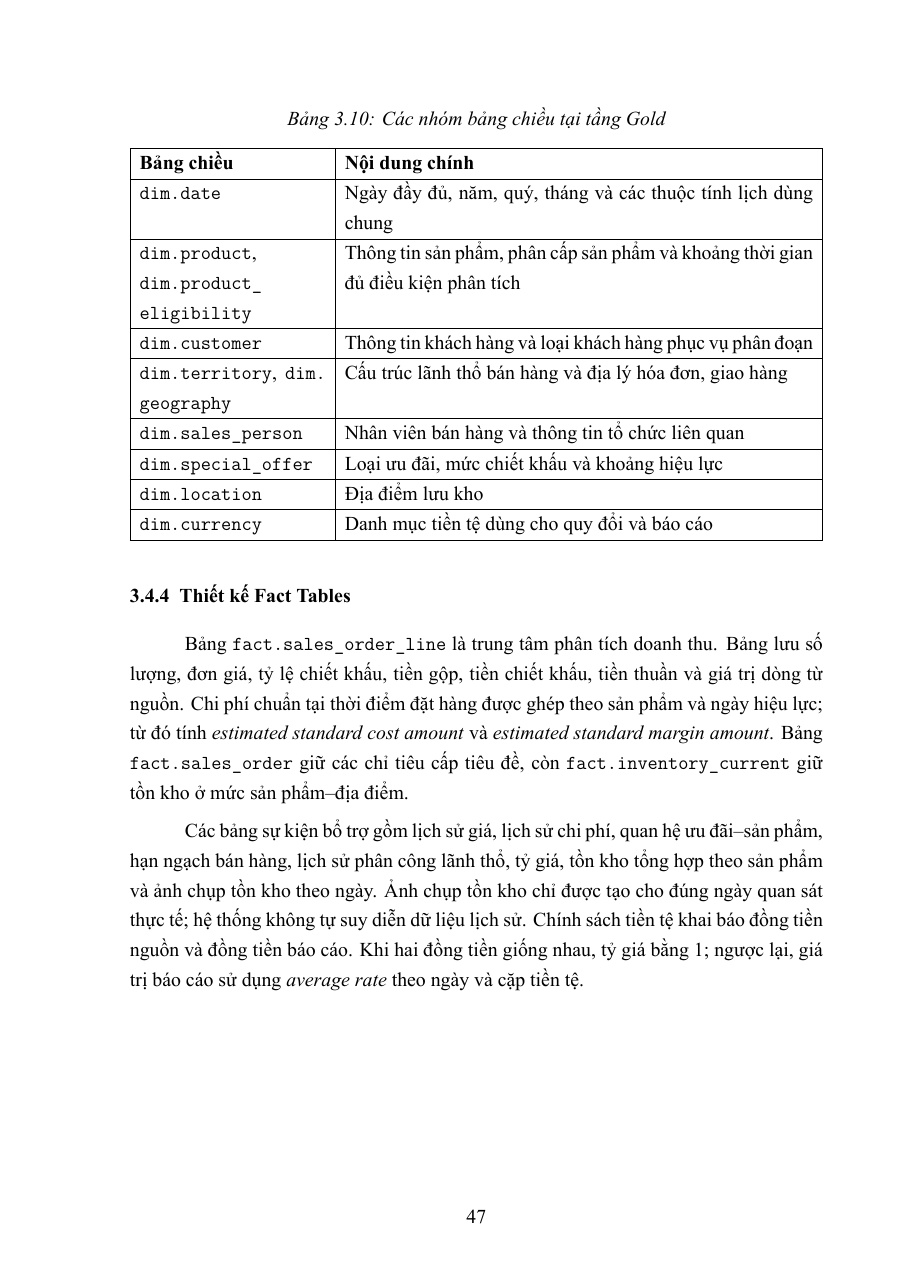 Bảng 3.10: Các nhóm bảng chiều tại tầng Gold
Bảng chiều
Nội dung chính
dim.date
Ngày đầy đủ, năm, quý, tháng và các thuộc tính lịch dùng
chung
dim.product,
dim.product_
eligibility
Thông tin sản phẩm, phân cấp sản phẩm và khoảng thời gian
đủ điều kiện phân tích
dim.customer
Thông tin khách hàng và loại khách hàng phục vụ phân đoạn
dim.territory, dim.
geography
Cấu trúc lãnh thổ bán hàng và địa lý hóa đơn, giao hàng
dim.sales_person
Nhân viên bán hàng và thông tin tổ chức liên quan
dim.special_offer
Loại ưu đãi, mức chiết khấu và khoảng hiệu lực
dim.location
Địa điểm lưu kho
dim.currency
Danh mục tiền tệ dùng cho quy đổi và báo cáo
3.4.4 Thiết kế Fact Tables
Bảng fact.sales_order_line là trung tâm phân tích doanh thu. Bảng lưu số
lượng, đơn giá, tỷ lệ chiết khấu, tiền gộp, tiền chiết khấu, tiền thuần và giá trị dòng từ
nguồn. Chi phí chuẩn tại thời điểm đặt hàng được ghép theo sản phẩm và ngày hiệu lực;
từ đó tính estimated standard cost amount và estimated standard margin amount. Bảng
fact.sales_order giữ các chỉ tiêu cấp tiêu đề, còn fact.inventory_current giữ
tồn kho ở mức sản phẩm–địa điểm.
Các bảng sự kiện bổ trợ gồm lịch sử giá, lịch sử chi phí, quan hệ ưu đãi–sản phẩm,
hạn ngạch bán hàng, lịch sử phân công lãnh thổ, tỷ giá, tồn kho tổng hợp theo sản phẩm
và ảnh chụp tồn kho theo ngày. Ảnh chụp tồn kho chỉ được tạo cho đúng ngày quan sát
thực tế; hệ thống không tự suy diễn dữ liệu lịch sử. Chính sách tiền tệ khai báo đồng tiền
nguồn và đồng tiền báo cáo. Khi hai đồng tiền giống nhau, tỷ giá bằng 1; ngược lại, giá
trị báo cáo sử dụng average rate theo ngày và cặp tiền tệ.
47